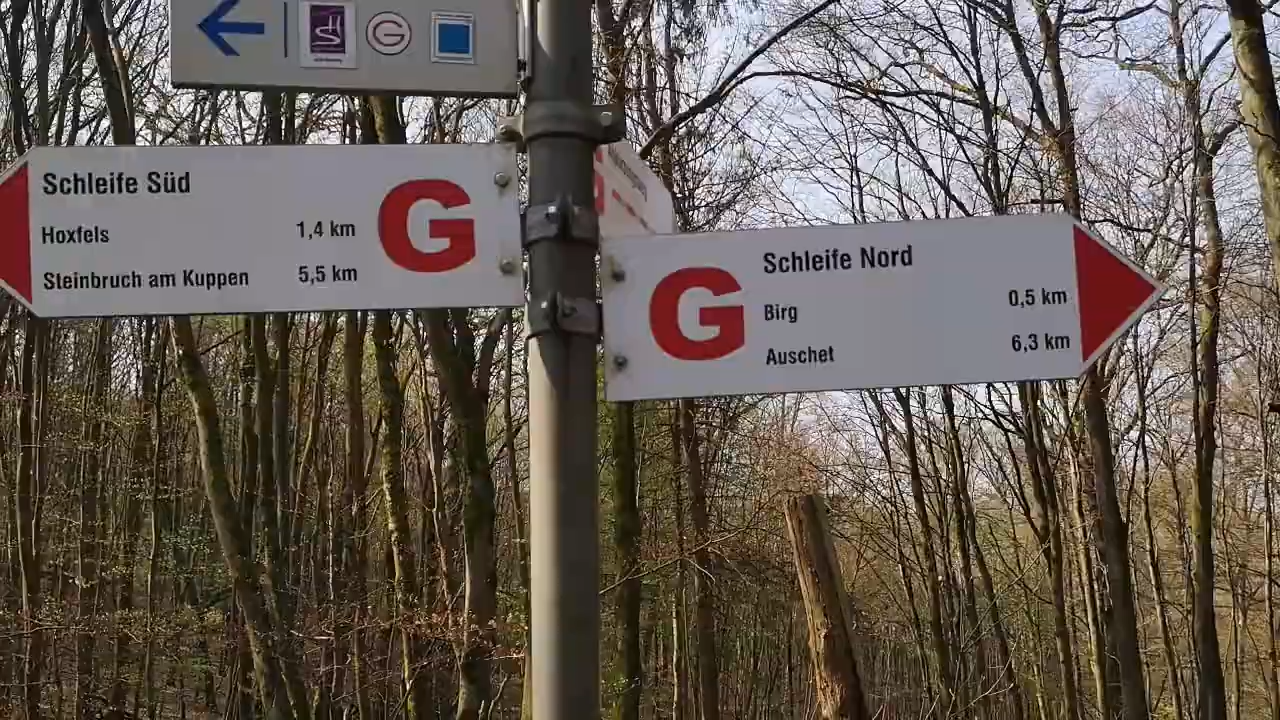 Schleife Süd
Hoxfels 1,4 km
Steinbruch am Kuppen 5,5 km
G
G
Schleife Nord
Birg 0,5 km
Auschet 6,3 km
G